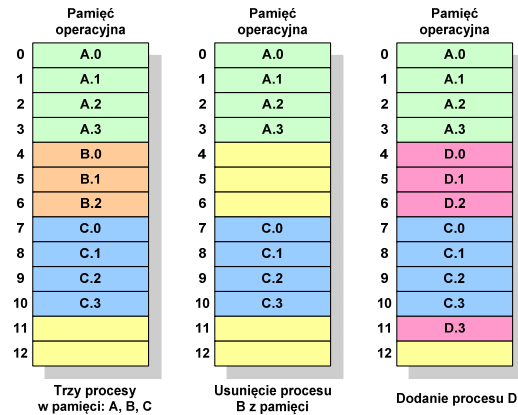 Pamięć
operacyjna
0 A.0
1 A.1
2 A.2
3 A.3
4 B.0
5 B.1
6 B.2
7 C.0
8 C.1
9 C.2
10 C.3
11
12
Trzy procesy
w pamięci: A, B, C
Pamięć
operacyjna
0 A.0
1 A.1
2 A.2
3 A.3
4
5
6
7 C.0
8 C.1
9 C.2
10 C.3
11
12
Usunięcie procesu
B z pamięci
Pamięć
operacyjna
0 A.0
1 A.1
2 A.2
3 A.3
4 D.0
5 D.1
6 D.2
7 C.0
8 C.1
9 C.2
10 C.3
11 D.3
12
Dodanie procesu D